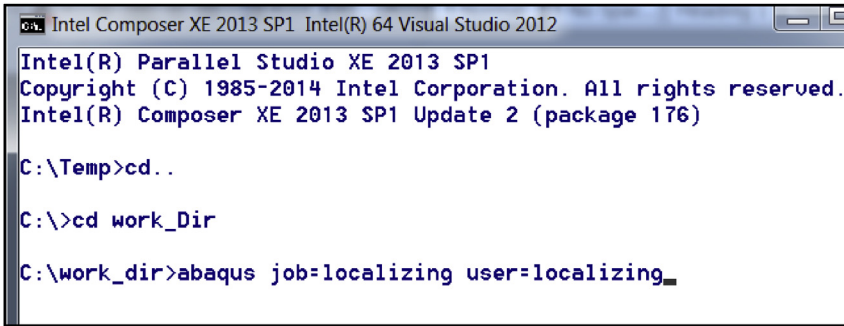 Intel Composer XE 2013 SP1 Intel(R) 64 Visual Studio 2012
Intel(R) Parallel Studio XE 2013 SP1
Copyright (C) 1985-2014 Intel Corporation. All rights reserved.
Intel(R) Composer XE 2013 SP1 Update 2 (package 176)
C:\Temp>cd..
C:\>cd work_Dir
C:\work_dir>abaqus job=localizing user=localizing